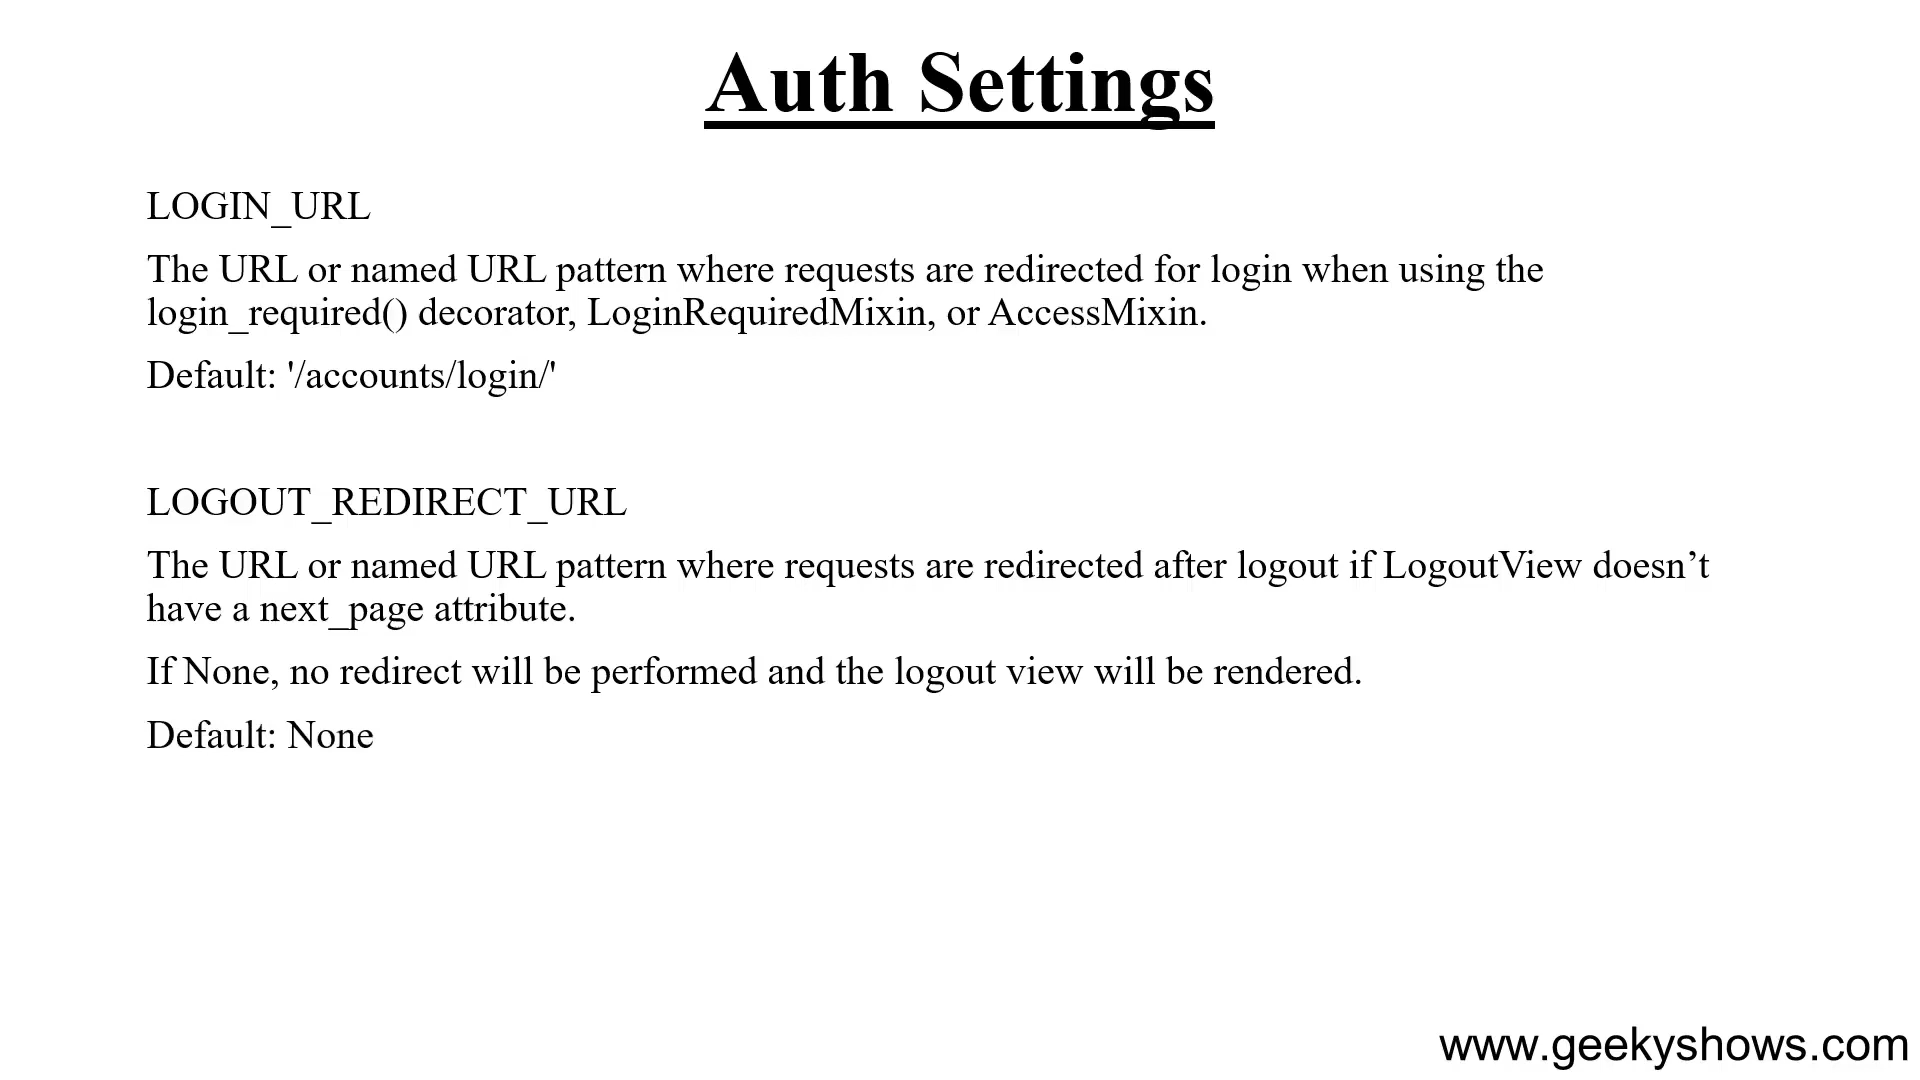 Auth Settings
LOGIN_URL
The URL or named URL pattern where requests are redirected for login when using the
login_required() decorator, LoginRequiredMixin, or AccessMixin.
Default: '/accounts/login/'
LOGOUT_REDIRECT_URL
The URL or named URL pattern where requests are redirected after logout if LogoutView doesn’t
have a next_page attribute.
If None, no redirect will be performed and the logout view will be rendered.
Default: None
www.geekyshows.com